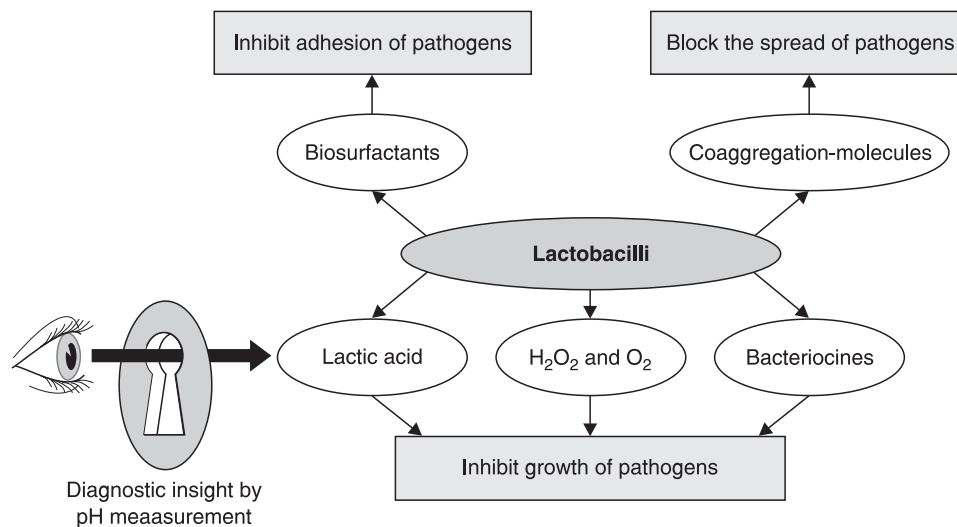 Inhibit adhesion of pathogens
Block the spread of pathogens
Biosurfactants
Coaggregation-molecules
Lactobacilli
Lactic acid
H₂O₂ and O₂
Bacteriocines
Inhibit growth of pathogens
Diagnostic insight by
pH meaasurement